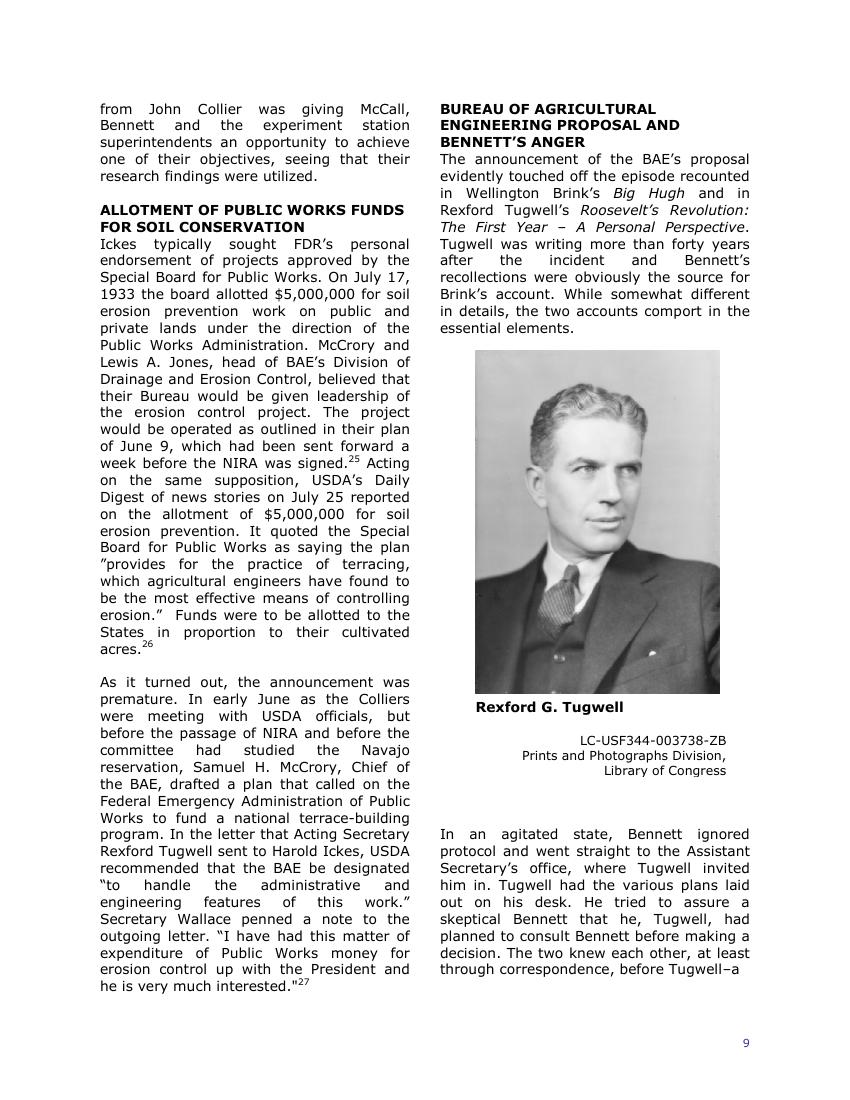 from John Collier was giving McCall,
Bennett and the experiment station
superintendents an opportunity to achieve
one of their objectives, seeing that their
research findings were utilized.
ALLOTMENT OF PUBLIC WORKS FUNDS
FOR SOIL CONSERVATION
Ickes typically sought FDR’s personal
endorsement of projects approved by the
Special Board for Public Works. On July 17,
1933 the board allotted $5,000,000 for soil
erosion prevention work on public and
private lands under the direction of the
Public Works Administration. McCrory and
Lewis A. Jones, head of BAE’s Division of
Drainage and Erosion Control, believed that
their Bureau would be given leadership of
the erosion control project. The project
would be operated as outlined in their plan
of June 9, which had been sent forward a
week before the NIRA was signed.25 Acting
on the same supposition, USDA’s Daily
Digest of news stories on July 25 reported
on the allotment of $5,000,000 for soil
erosion prevention. It quoted the Special
Board for Public Works as saying the plan
”provides for the practice of terracing,
which agricultural engineers have found to
be the most effective means of controlling
erosion.”  Funds were to be allotted to the
States in proportion to their cultivated
acres.26
As it turned out, the announcement was
premature. In early June as the Colliers
were meeting with USDA officials, but
before the passage of NIRA and before the
committee had studied the Navajo
reservation, Samuel H. McCrory, Chief of
the BAE, drafted a plan that called on the
Federal Emergency Administration of Public
Works to fund a national terrace-building
program. In the letter that Acting Secretary
Rexford Tugwell sent to Harold Ickes, USDA
recommended that the BAE be designated
“to handle the administrative and
engineering features of this work.”
Secretary Wallace penned a note to the
outgoing letter. “I have had this matter of
expenditure of Public Works money for
erosion control up with the President and
he is very much interested."27
BUREAU OF AGRICULTURAL
ENGINEERING PROPOSAL AND
BENNETT’S ANGER
The announcement of the BAE’s proposal
evidently touched off the episode recounted
in Wellington Brink’s Big Hugh and in
Rexford Tugwell’s Roosevelt’s Revolution:
The First Year – A Personal Perspective.
Tugwell was writing more than forty years
after the incident and Bennett’s
recollections were obviously the source for
Brink’s account. While somewhat different
in details, the two accounts comport in the
essential elements.
Rexford G. Tugwell
LC-USF344-003738-ZB
Prints and Photographs Division,
Library of Congress
In an agitated state, Bennett ignored
protocol and went straight to the Assistant
Secretary’s office, where Tugwell invited
him in. Tugwell had the various plans laid
out on his desk. He tried to assure a
skeptical Bennett that he, Tugwell, had
planned to consult Bennett before making a
decision. The two knew each other, at least
through correspondence, before Tugwell–a
9